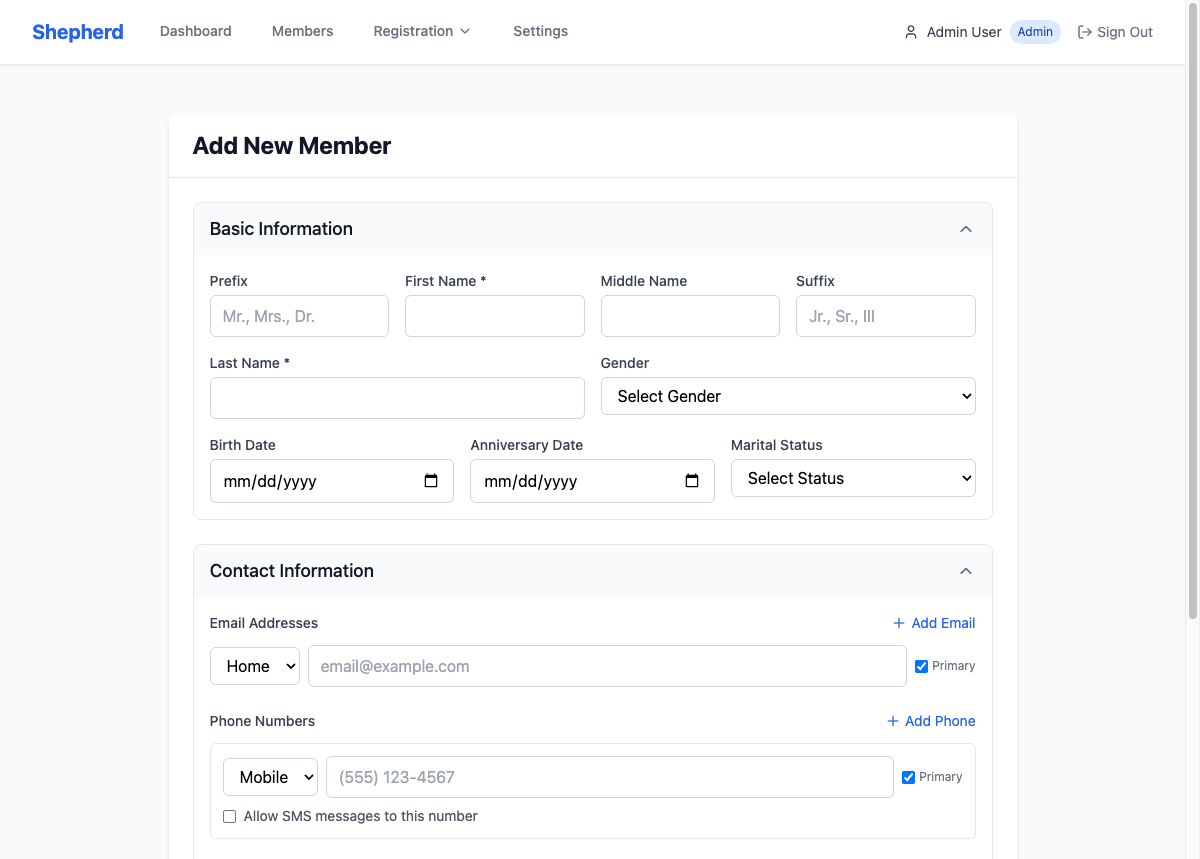 Shepherd Dashboard Members Registration Settings Admin User Admin Sign Out
Add New Member
Basic Information
Prefix First Name * Middle Name Suffix
Mr., Mrs., Dr. Jr., Sr., III
Last Name * Gender
Select Gender
Birth Date Anniversary Date Marital Status
mm/dd/yyyy mm/dd/yyyy Select Status
Contact Information
Email Addresses + Add Email
Home email@example.com Primary
Phone Numbers + Add Phone
Mobile (555) 123-4567 Primary
Allow SMS messages to this number